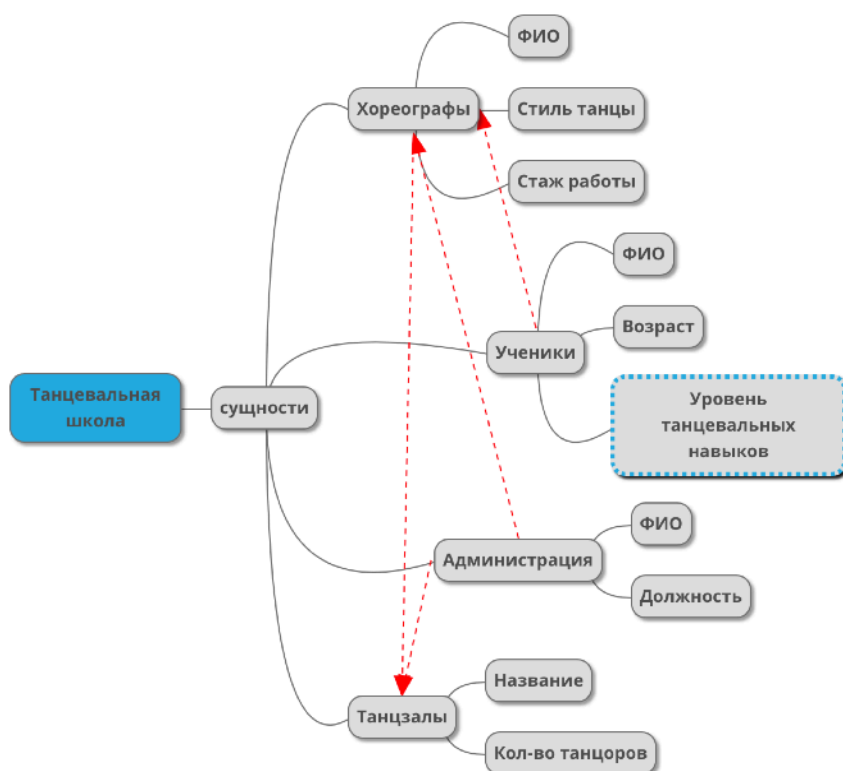 ФИО
Хореографы
Стиль танцы
Стаж работы
ФИО
Возраст
Ученики
Уровень
танцевальных
навыков
Танцевальная
школа
сущности
ФИО
Администрация
Должность
Название
Танцзалы
Кол-во танцоров